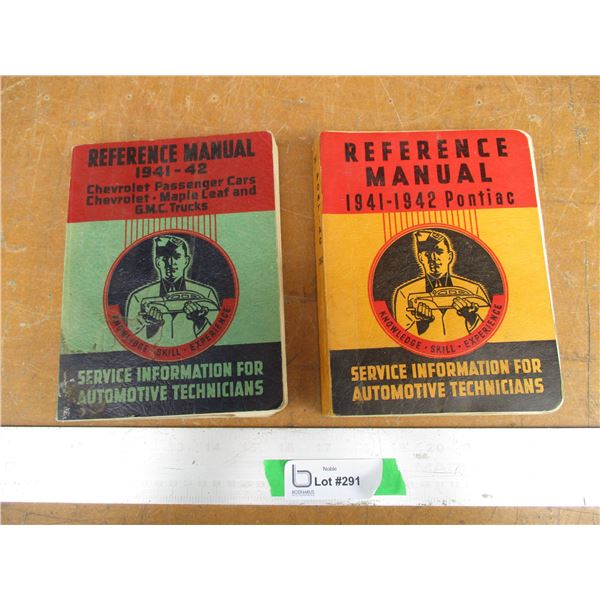 REFERENCE MANUAL
1941-42
Chevrolet Passenger Cars
Chevrolet • Maple Leaf and
G.M.C. Trucks
KNOWLEDGE • SKILL • EXPERIENCE
SERVICE INFORMATION FOR
AUTOMOTIVE TECHNICIANS
REFERENCE
MANUAL
1941-1942 Pontiac
KNOWLEDGE • SKILL • EXPERIENCE
SERVICE INFORMATION FOR
AUTOMOTIVE TECHNICIANS
Noble
Lot #291